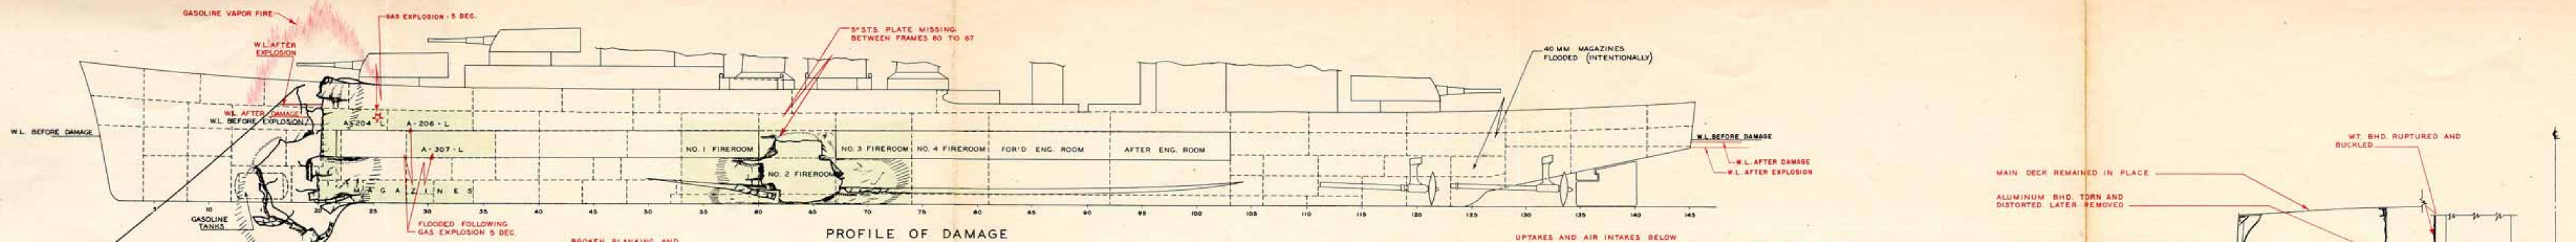 GASOLINE VAPOR FIRE
GAS EXPLOSION - 5 DEC.
W.L. AFTER
EXPLOSION
5" S.T.S. PLATE MISSING
BETWEEN FRAMES 60 TO 67
40 MM MAGAZINES
FLOODED (INTENTIONALLY)
W.L. AFTER DAMAGE
W.L. BEFORE EXPLOSION
W.L. BEFORE DAMAGE
A-204-L
A-206-L
A-307-L
NO. 1 FIREROOM
NO. 2 FIREROOM
NO. 3 FIREROOM
NO. 4 FIREROOM
FOR'D ENG. ROOM
AFTER ENG. ROOM
W.L. BEFORE DAMAGE
W.L. AFTER DAMAGE
W.L. AFTER EXPLOSION
MAGAZINES
5 10 20 25 30 35 40 45 50 55 60 65 70 75 80 85 90 95 100 105 110 115 120 125 130 135 140 145
GASOLINE
TANKS
FLOODED FOLLOWING
GAS EXPLOSION 5 DEC.
PROFILE OF DAMAGE
BROKEN PLANKING AND
UPTAKES AND AIR INTAKES BELOW
WT. BHD. RUPTURED AND
BUCKLED
MAIN DECK REMAINED IN PLACE
ALUMINUM BHD. TORN AND
DISTORTED. LATER REMOVED